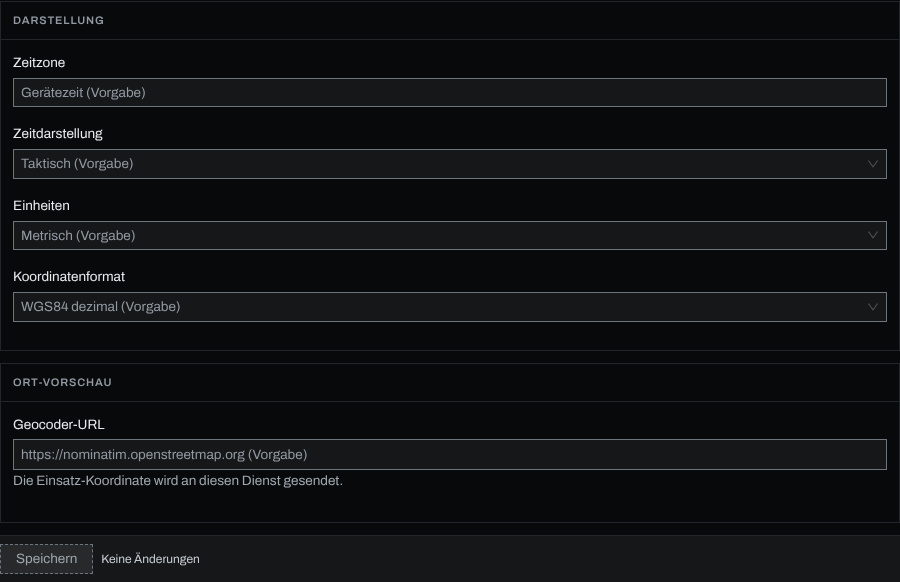 DARSTELLUNG
Zeitzone
Gerätezeit (Vorgabe)
Zeitdarstellung
Taktisch (Vorgabe)
Einheiten
Metrisch (Vorgabe)
Koordinatenformat
WGS84 dezimal (Vorgabe)
ORT-VORSCHAU
Geocoder-URL
https://nominatim.openstreetmap.org (Vorgabe)
Die Einsatz-Koordinate wird an diesen Dienst gesendet.
Speichern Keine Änderungen